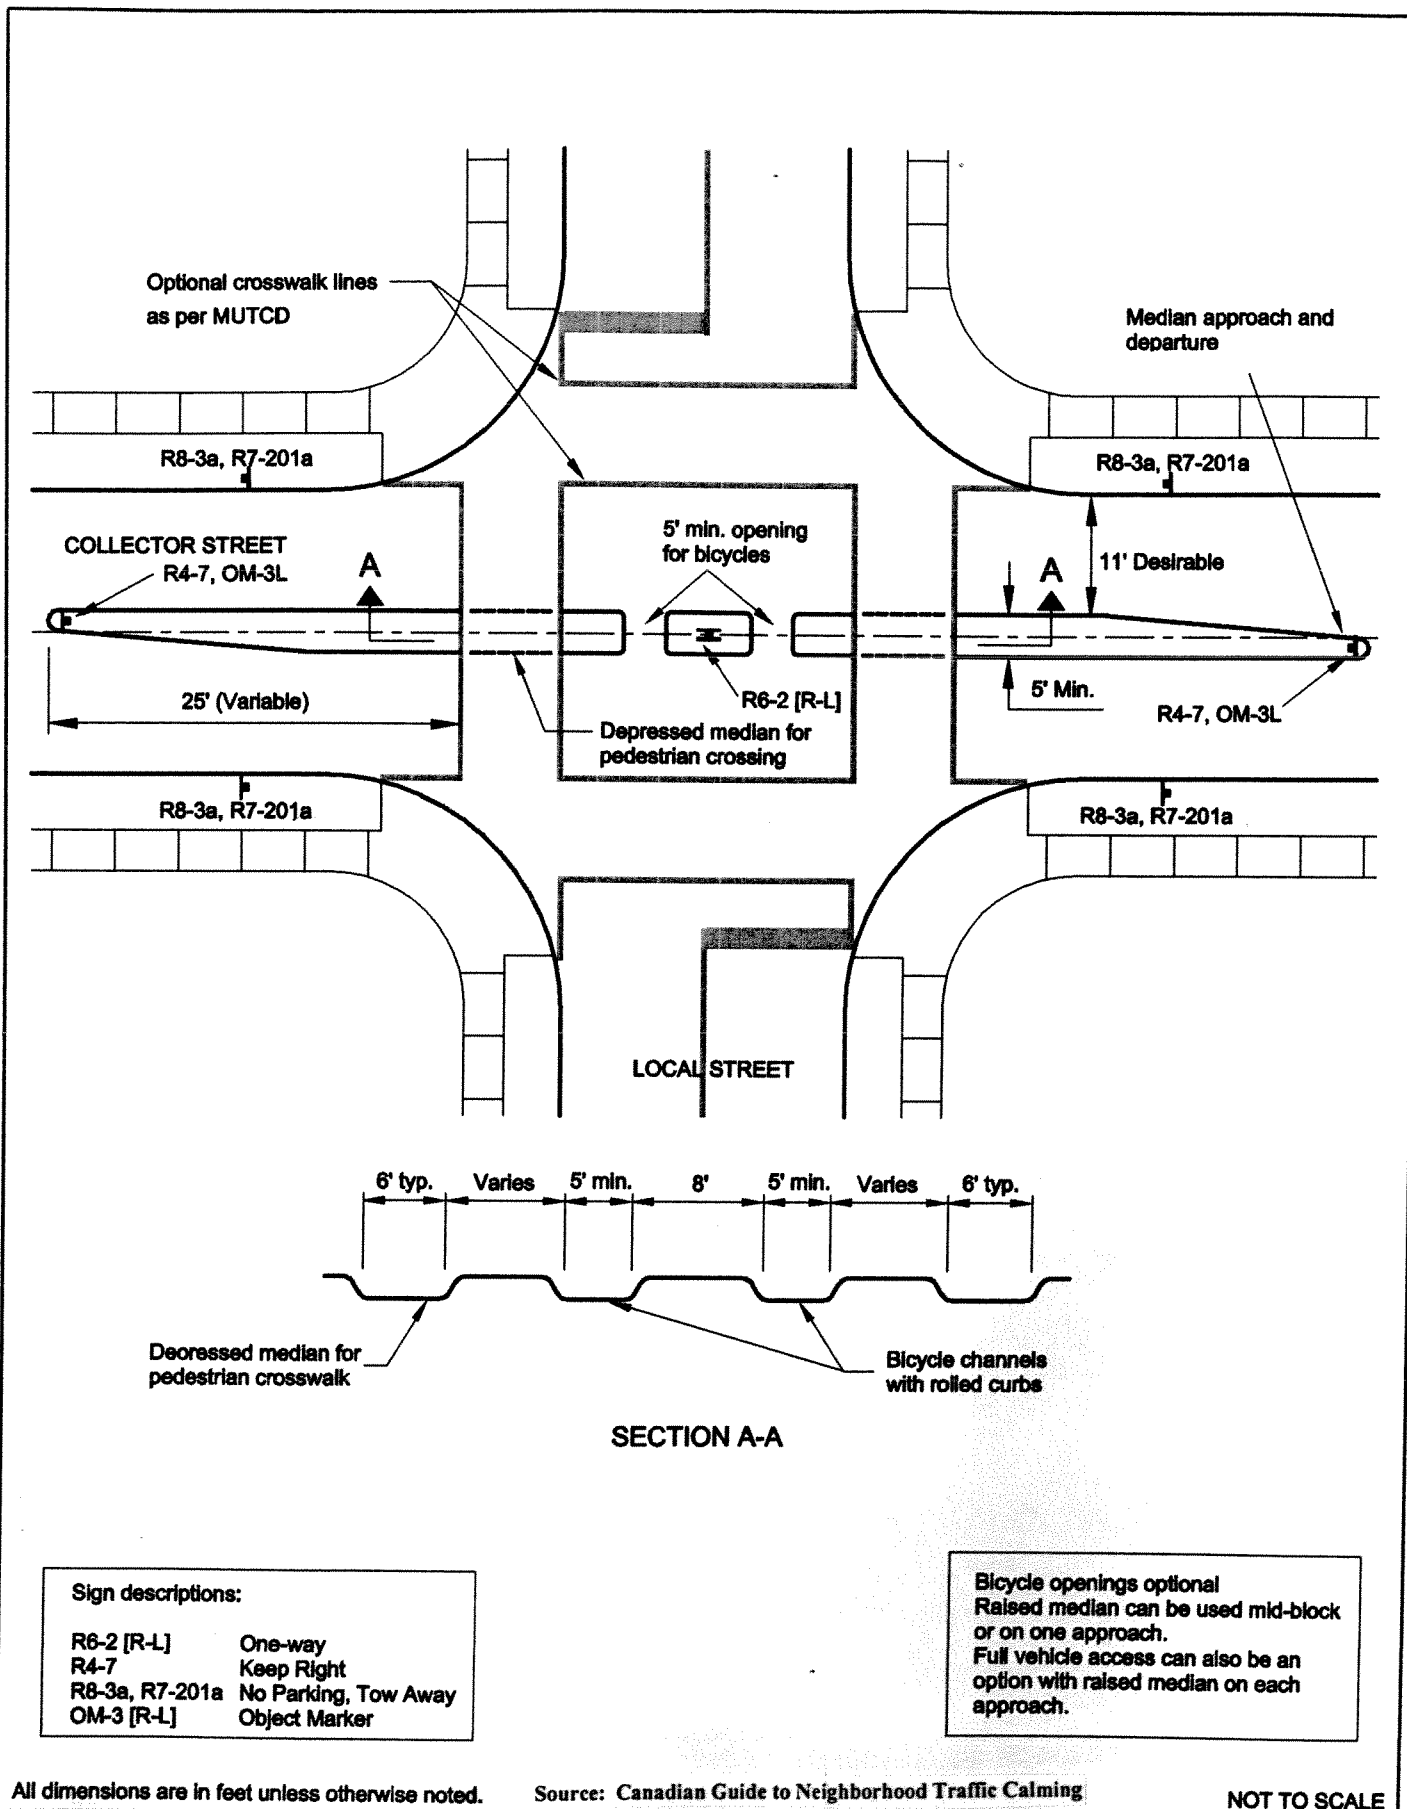 Optional crosswalk lines
as per MUTCD
Median approach and
departure
R8-3a, R7-201a
R8-3a, R7-201a
COLLECTOR STREET
R4-7, OM-3L
A
5' min. opening
for bicycles
A
11' Desirable
25' (Variable)
R6-2 [R-L]
5' Min.
R4-7, OM-3L
Depressed median for
pedestrian crossing
R8-3a, R7-201a
R8-3a, R7-201a
LOCAL STREET
6' typ.
Varies
5' min.
8'
5' min.
Varies
6' typ.
Deoressed median for
pedestrian crosswalk
Bicycle channels
with rolled curbs
SECTION A-A
Sign descriptions:
R6-2 [R-L] One-way
R4-7 Keep Right
R8-3a, R7-201a No Parking, Tow Away
OM-3 [R-L] Object Marker
Bicycle openings optional
Raised median can be used mid-block
or on one approach.
Full vehicle access can also be an
option with raised median on each
approach.
All dimensions are in feet unless otherwise noted.
Source: Canadian Guide to Neighborhood Traffic Calming
NOT TO SCALE